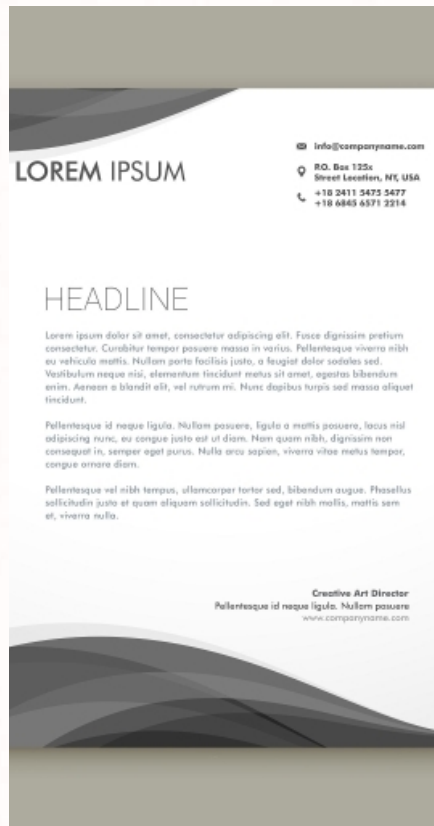 LOREM IPSUM
info@companyname.com
P.O. Box 125x
Street Location, NY, USA
+18 2411 5475 5477
+18 6845 6571 2214
HEADLINE
Lorem ipsum dolor sit amet, consectetur adipiscing elit. Fusce dignissim pretium
consectetur. Curabitur tempor posuere massa in varius. Pellentesque viverra nibh
eu vehicula mattis. Nullam porta facilisis justo, a feugiat dolor sodales sed.
Vestibulum neque nisi, elementum tincidunt metus sit amet, egestas bibendum
enim. Aenean a blandit elit, vel rutrum mi. Nunc dapibus turpis sed massa aliquet
tincidunt.
Pellentesque id neque ligula. Nullam posuere, ligula a mattis posuere, lacus nisl
adipiscing nunc, eu congue justo est ut diam. Nam quam nibh, dignissim non
consequat in, semper eget purus. Nulla arcu sapien, viverra vitae metus tempor,
congue ornare diam.
Pellentesque vel nibh tempus, ullamcorper tortor sed, bibendum augue. Phasellus
sollicitudin justo et quam aliquam sollicitudin. Sed eget nibh mollis, mattis sem
et, viverra nulla.
Creative Art Director
Pellentesque id neque ligula. Nullam posuere
www.companyname.com